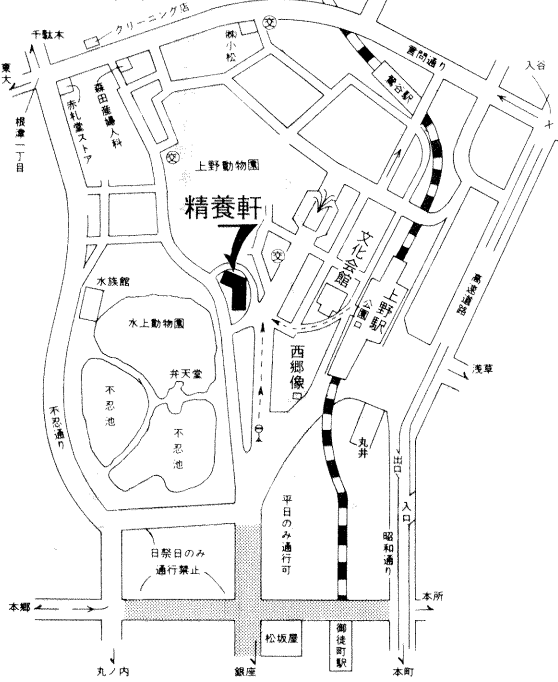 クリーニング店
千駄木
東大
根津一丁目
赤札堂ストア
森田産婦人科
㈱小松
文
言問通り
入谷
鶯谷駅
文
上野動物園
精養軒
文
文化会館
上野駅
公園口
高速道路
水族館
水上動物園
弁天堂
西郷像
浅草
不忍通り
不忍池
不忍池
丸井
出口
入口
平日のみ通行可
昭和通り
日祭日のみ
通行禁止
本郷
本所
松坂屋
御徒町駅
丸ノ内
銀座
本町